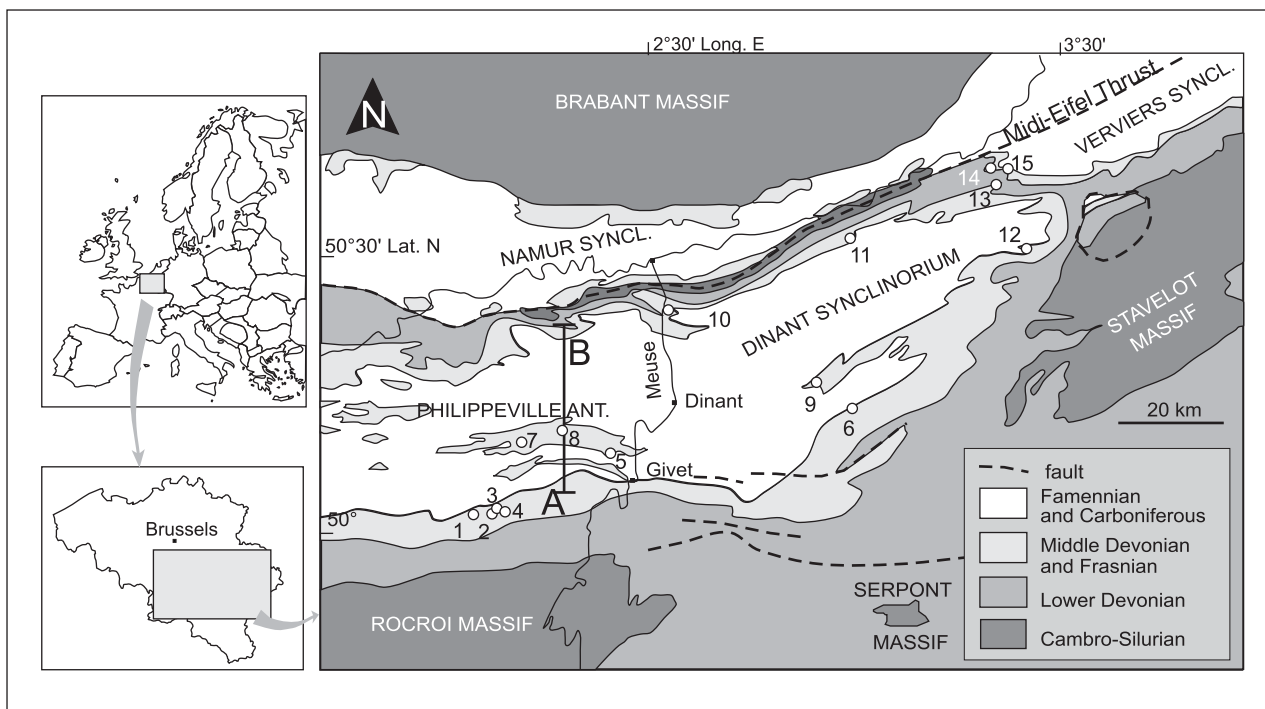 2°30' Long. E
3°30'
BRABANT MASSIF
N
Midi-Eifel Thrust
VERVIERS SYNCL.
14
15
13
50°30' Lat. N
NAMUR SYNCL.
11
12
DINANT SYNCLINORIUM
10
STAVELOT
MASSIF
B
Meuse
9
Dinant
20 km
PHILIPPEVILLE ANT.
7
8
6
5
Givet
A
3
50°
1
2
4
fault
Famennian
and Carboniferous
Middle Devonian
and Frasnian
Lower Devonian
Cambro-Silurian
Brussels
SERPONT
MASSIF
ROCROI MASSIF